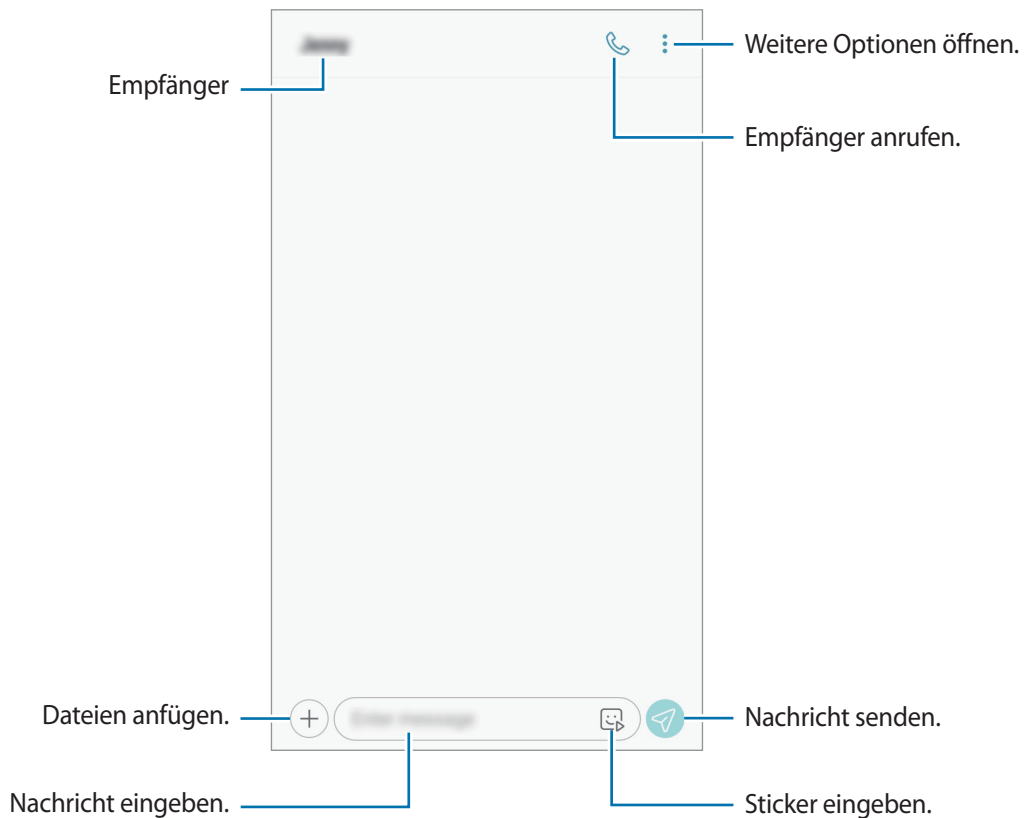 Weitere Optionen öffnen.
Empfänger
Empfänger anrufen.
Dateien anfügen.
Nachricht senden.
Nachricht eingeben.
Sticker eingeben.